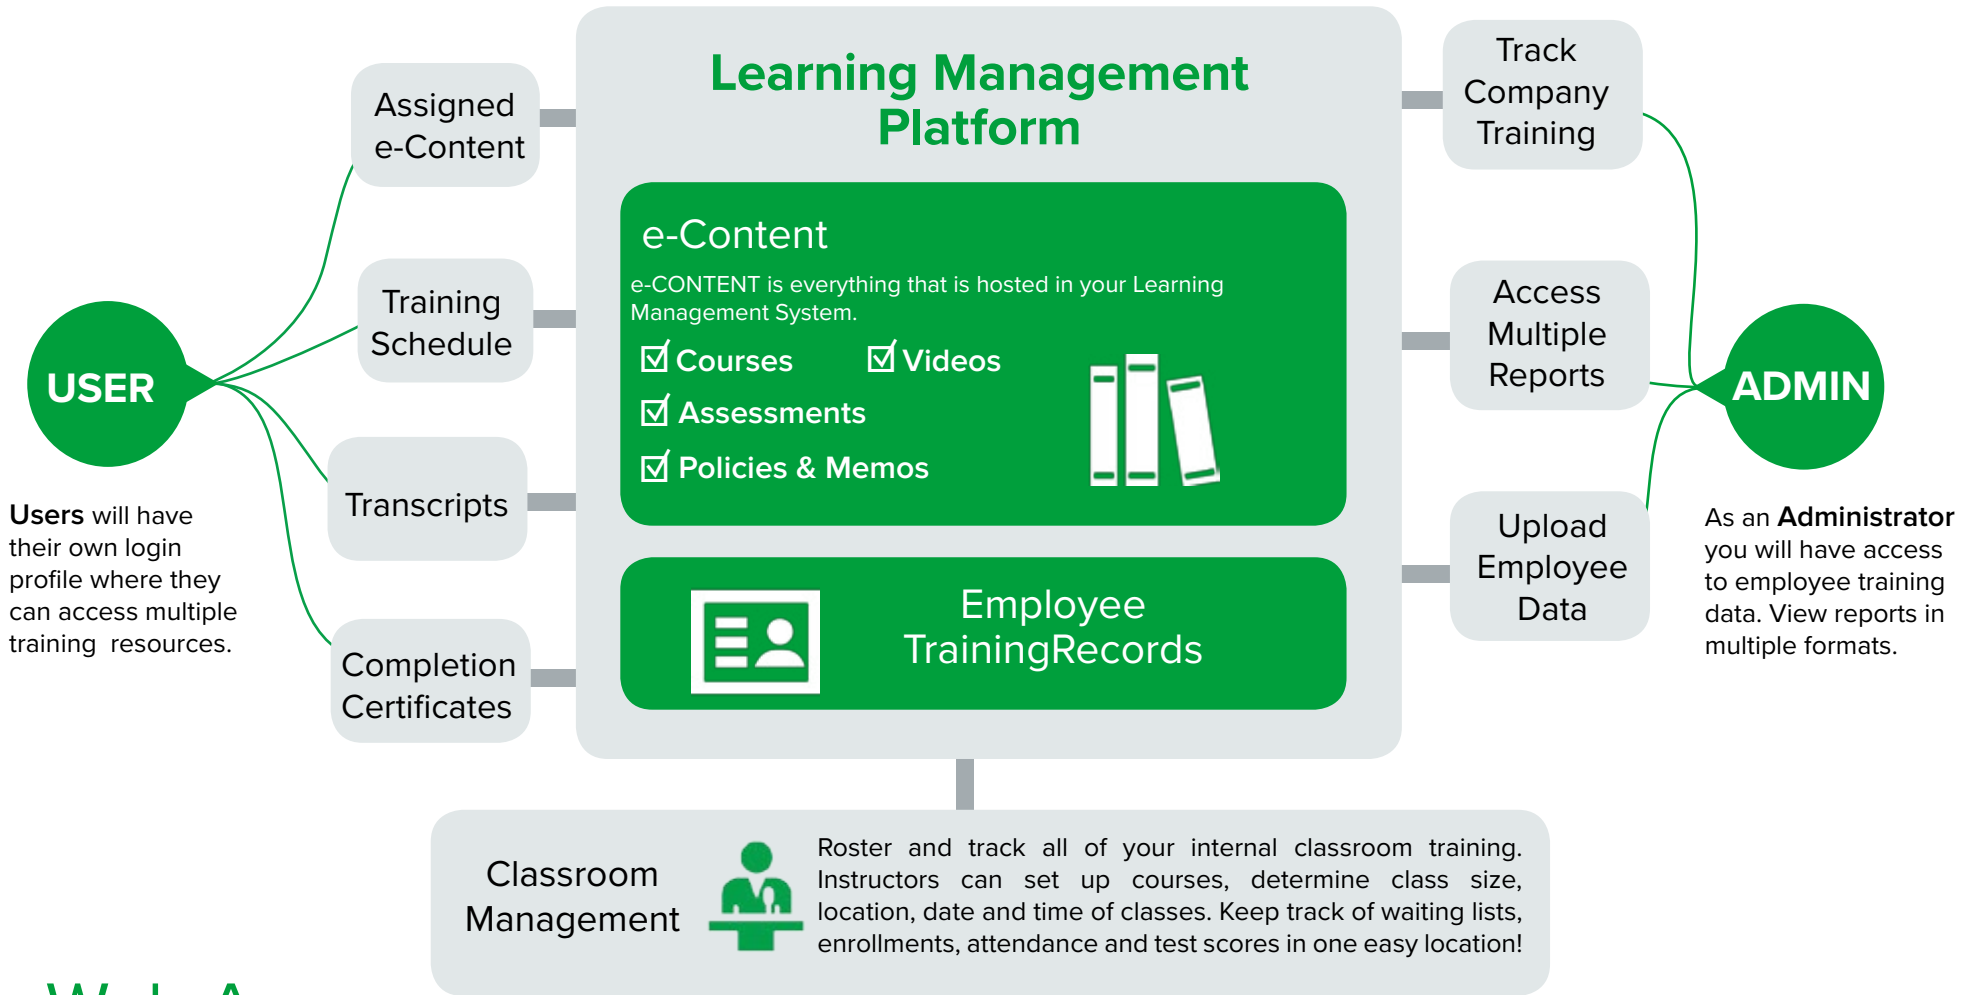 Learning Management
Platform
Assigned
e-Content
Training
Schedule
Transcripts
Completion
Certificates
USER
Users will have
their own login
profile where they
can access multiple
training resources.
e-Content
e-CONTENT is everything that is hosted in your Learning
Management System.
Courses
Videos
Assessments
Policies & Memos
Employee
TrainingRecords
Track
Company
Training
Access
Multiple
Reports
Upload
Employee
Data
ADMIN
As an Administrator
you will have access
to employee training
data. View reports in
multiple formats.
Classroom
Management
Roster and track all of your internal classroom training.
Instructors can set up courses, determine class size,
location, date and time of classes. Keep track of waiting lists,
enrollments, attendance and test scores in one easy location!